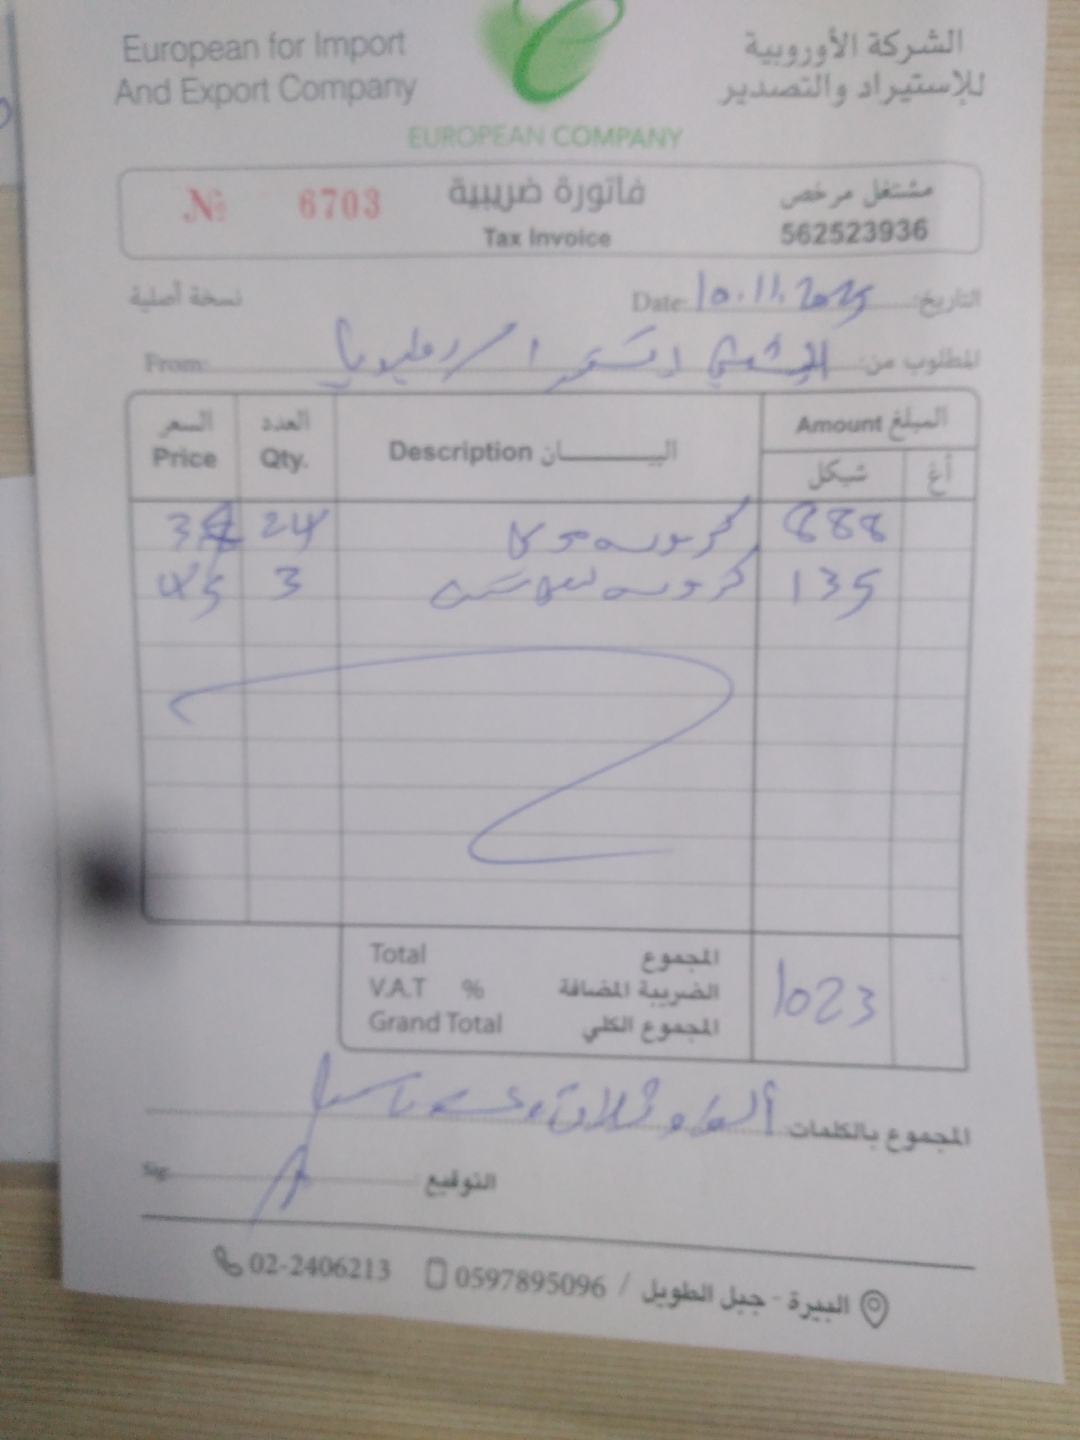 European for Import
And Export Company
الشركة الأوروبية
للإستيراد والتصدير
EUROPEAN COMPANY
№ 6703
فاتورة ضريبية
Tax Invoice
مشتغل مرخص
562523936
نسخة أصلية
Date: 10.11.2025 التاريخ:
From: المطلوب من:
السعر العدد البيـــــــان Description المبلغ Amount
Price Qty. شيكل أغ
24 888
45 3 135
Total المجموع
V.A.T % الضريبة المضافة
Grand Total المجموع الكلي
1023
المجموع بالكلمات
Sig. التوقيع
02-2406213 0597895096 / البيرة - جبل الطويل